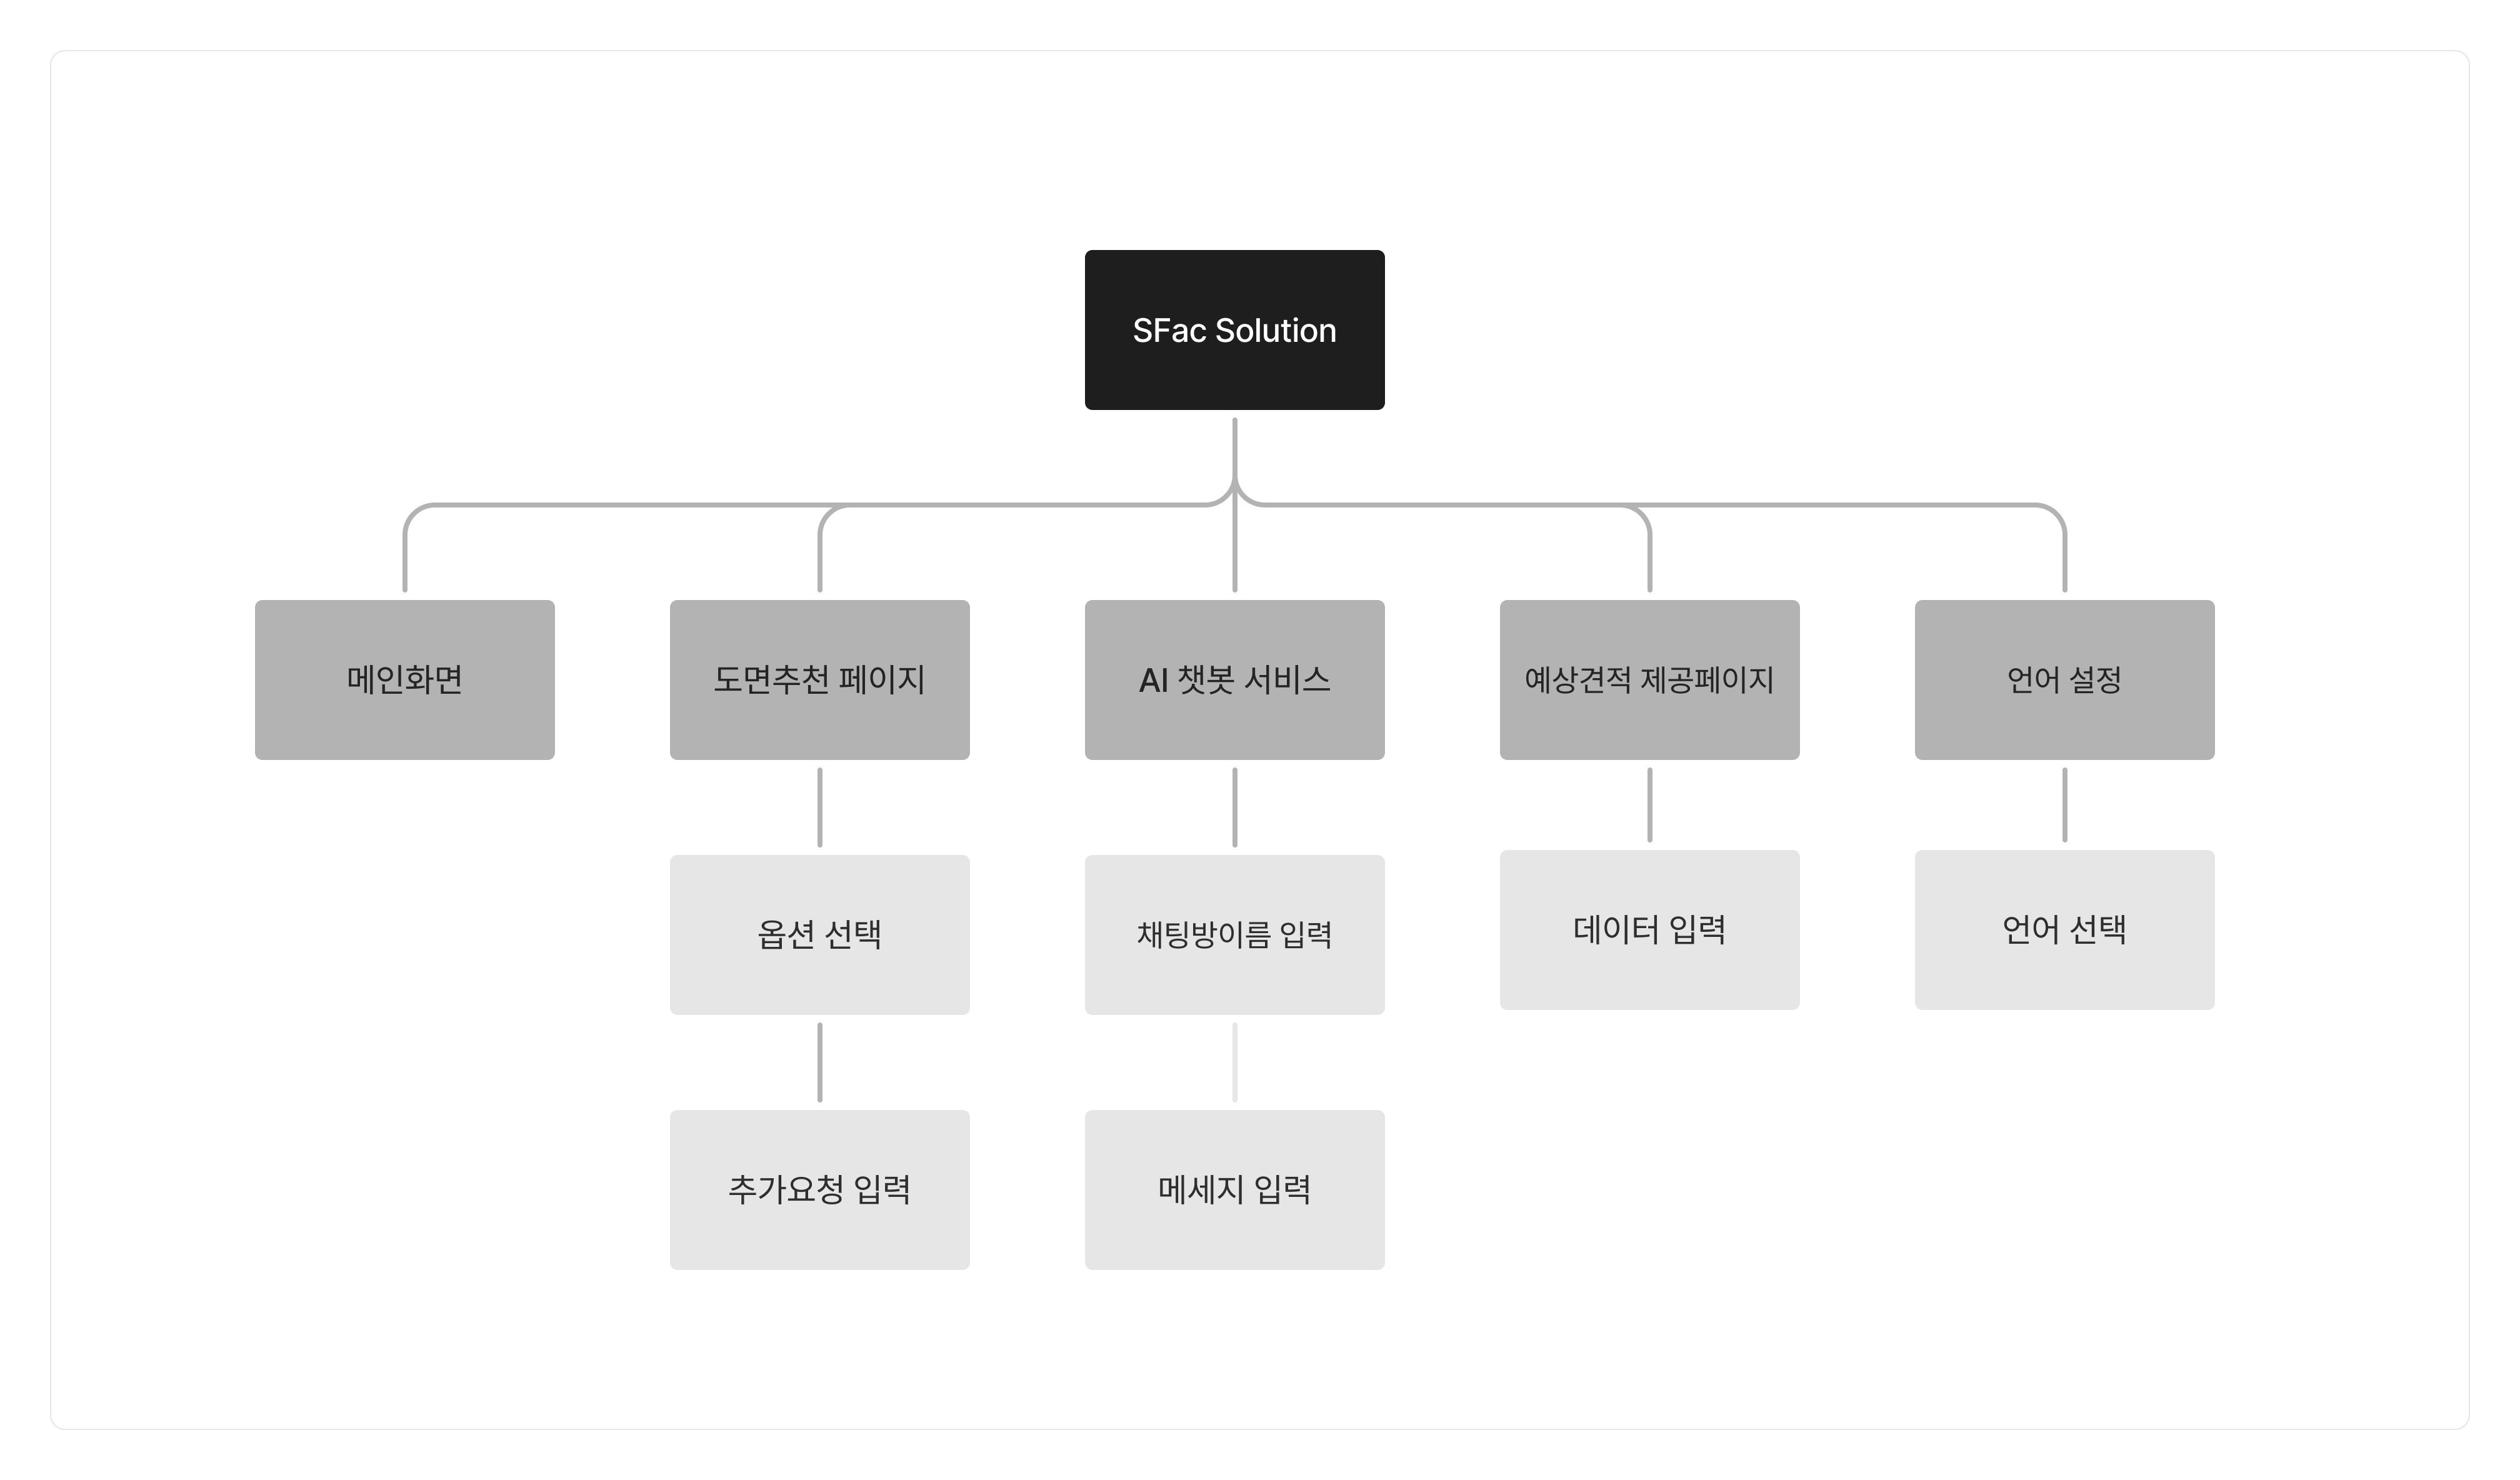 SFac Solution
메인화면
도면추천 페이지
AI 챗봇 서비스
예상견적 제공페이지
언어 설정
옵션 선택
채팅방이름 입력
데이터 입력
언어 선택
추가요청 입력
메세지 입력